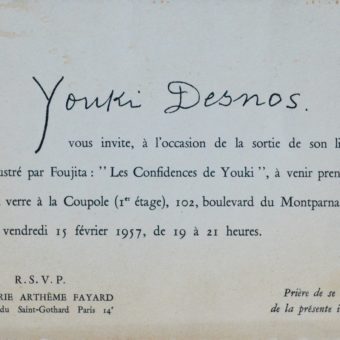 Youki Desnos.
vous invite, à l'occasion de la sortie de son li
ustré par Foujita : "Les Confidences de Youki", à venir pren
verre à la Coupole (1er étage), 102, boulevard du Montparna
vendredi 15 février 1957, de 19 à 21 heures.
R. S. V. P.
RIE ARTHÈME FAYARD
du Saint-Gothard Paris 14e
Prière de se
de la présente i